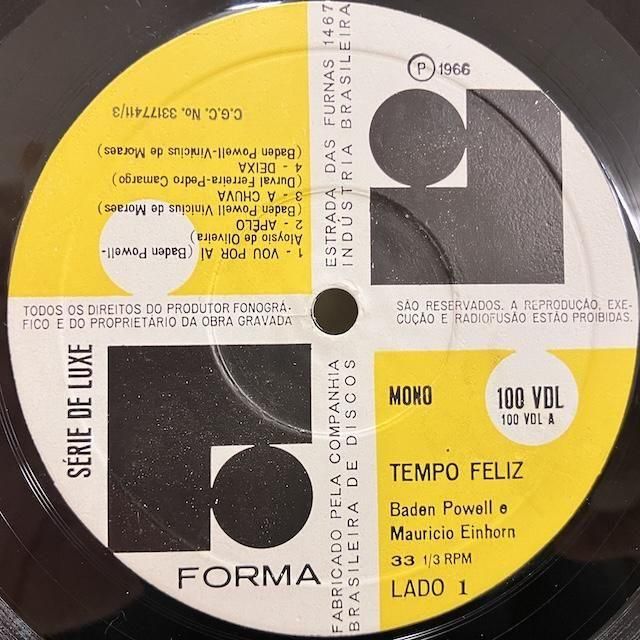 C.G.C. No. 33177411/3
1 - VOU POR AÍ (Baden Powell-
Aloysio de Oliveira
2 - APÊLO
(Baden Powell Vinicius de Moraes)
3 - A CHUVA
(Durval Ferreira-Pedro Camargo)
4 - DEIXA
(Baden Powell-Vinicius de Moraes)
ESTRADA DAS FURNAS 1467
INDÚSTRIA BRASILEIRA
P 1966
TODOS OS DIREITOS DO PRODUTOR FONOGRÁ-
FICO E DO PROPRIETÁRIO DA OBRA GRAVADA
SÃO RESERVADOS. A REPRODUÇÃO, EXE-
CUÇÃO E RADIOFUSÃO ESTÃO PROIBIDAS.
SÉRIE DE LUXE
FORMA
FABRICADO PELA COMPANHIA
BRASILEIRA DE DISCOS
MONO
100 VDL
100 VDL A
TEMPO FELIZ
Baden Powell e
Mauricio Einhorn
33 1/3 RPM
LADO 1